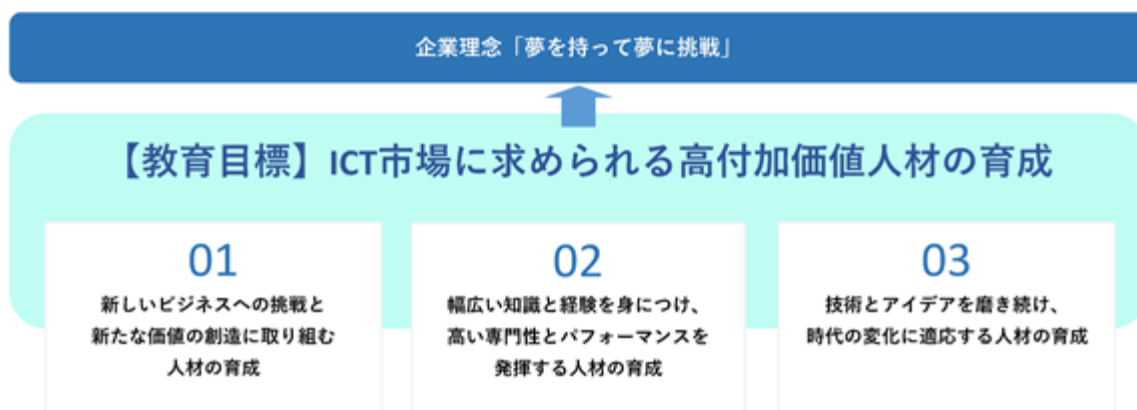 企業理念「夢を持って夢に挑戦」
【教育目標】ICT市場に求められる高付加価値人材の育成
01
新しいビジネスへの挑戦と
新たな価値の創造に取り組む
人材の育成
02
幅広い知識と経験を身につけ、
高い専門性とパフォーマンスを
発揮する人材の育成
03
技術とアイデアを磨き続け、
時代の変化に適応する人材の育成